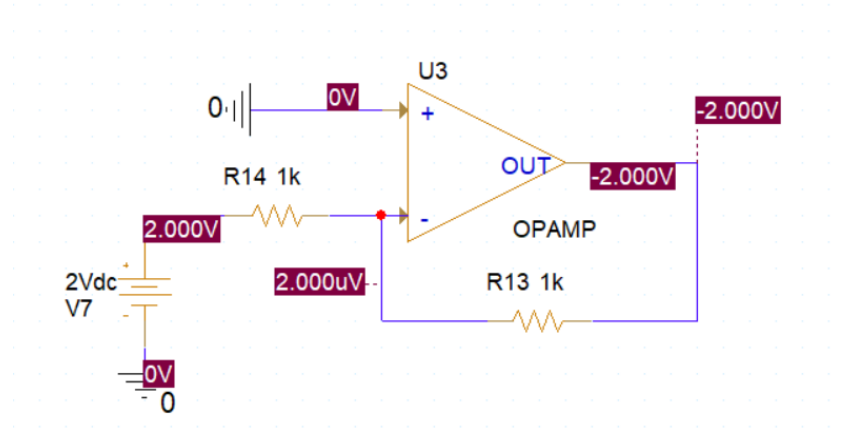 U3
0V
-2.000V
0
+
R14 1k
OUT
-2.000V
2.000V
-
OPAMP
+
2Vdc
2.000uV
R13 1k
V7
-
0V
-
0